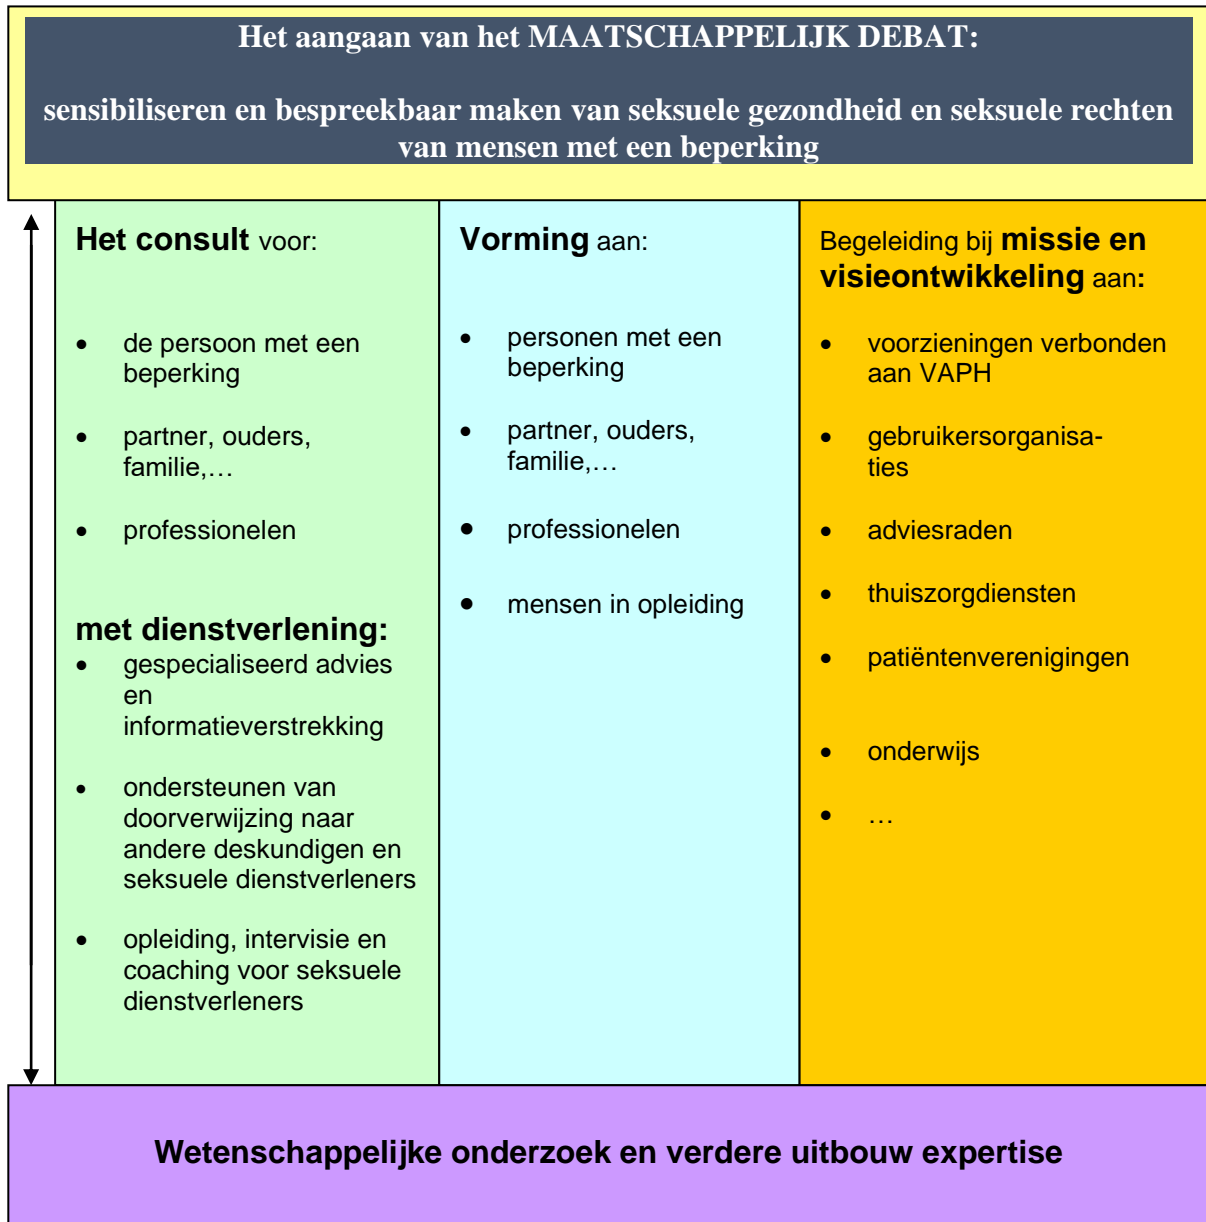 Het aangaan van het MAATSCHAPPELIJK DEBAT:
sensibiliseren en bespreekbaar maken van seksuele gezondheid en seksuele rechten
van mensen met een beperking
Het consult voor:
• de persoon met een
beperking
• partner, ouders,
familie,…
• professionelen
met dienstverlening:
• gespecialiseerd advies
en
informatieverstrekking
• ondersteunen van
doorverwijzing naar
andere deskundigen en
seksuele dienstverleners
• opleiding, intervisie en
coaching voor seksuele
dienstverleners
Vorming aan:
• personen met een
beperking
• partner, ouders,
familie,…
• professionelen
• mensen in opleiding
Begeleiding bij missie en
visieontwikkeling aan:
• voorzieningen verbonden
aan VAPH
• gebruikersorganisa-
ties
• adviesraden
• thuiszorgdiensten
• patiëntenverenigingen
• onderwijs
• …
Wetenschappelijke onderzoek en verdere uitbouw expertise